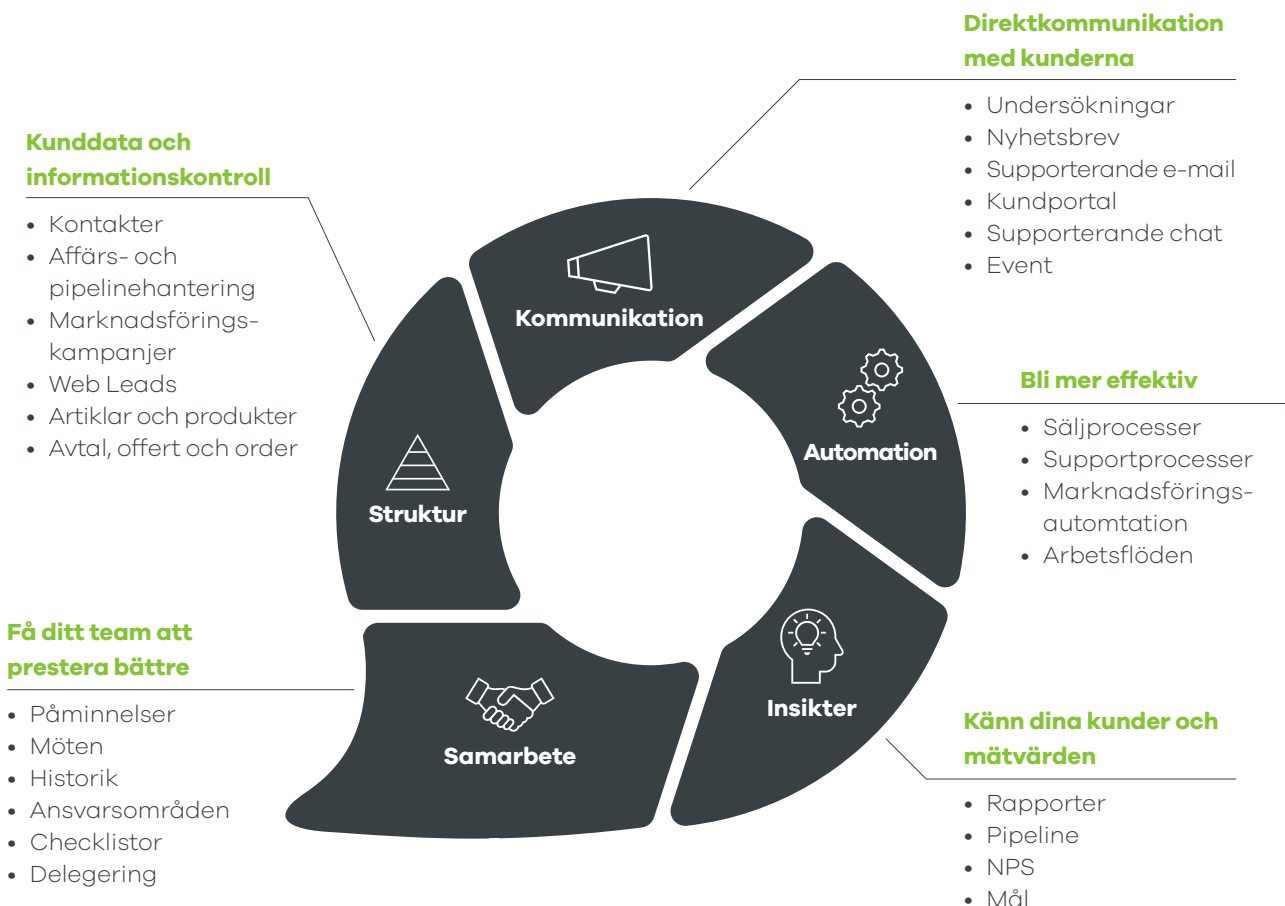 Direktkommunikation
med kunderna
• Undersökningar
• Nyhetsbrev
• Supporterande e-mail
• Kundportal
• Supporterande chat
• Event
Kunddata och
informationskontroll
• Kontakter
• Affärs- och
pipelinehantering
• Marknadsförings-
kampanjer
• Web Leads
• Artiklar och produkter
• Avtal, offert och order
Kommunikation
Automation
Struktur
Insikter
Samarbete
Bli mer effektiv
• Säljprocesser
• Supportprocesser
• Marknadsförings-
automtation
• Arbetsflöden
Få ditt team att
prestera bättre
• Påminnelser
• Möten
• Historik
• Ansvarsområden
• Checklistor
• Delegering
Känn dina kunder och
mätvärden
• Rapporter
• Pipeline
• NPS
• Mål